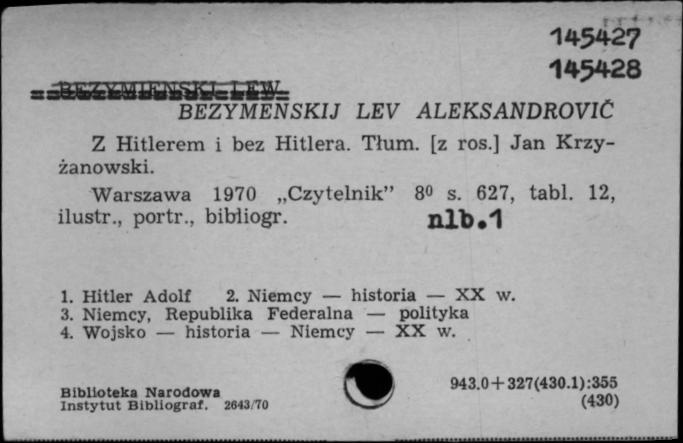 145427
145428
BEZYMIENSKI LEW
BEZYMENSKIJ LEV ALEKSANDROVIČ
Z Hitlerem i bez Hitlera. Tłum. [z ros.] Jan Krzy-
żanowski.
Warszawa 1970 „Czytelnik” 8⁰ s. 627, tabl. 12,
ilustr., portr., bibliogr. nlb.1
1. Hitler Adolf 2. Niemcy — historia — XX w.
3. Niemcy, Republika Federalna — polityka
4. Wojsko — historia — Niemcy — XX w.
943.0+327(430.1):355
(430)
Biblioteka Narodowa
Instytut Bibliograf. 2643/70